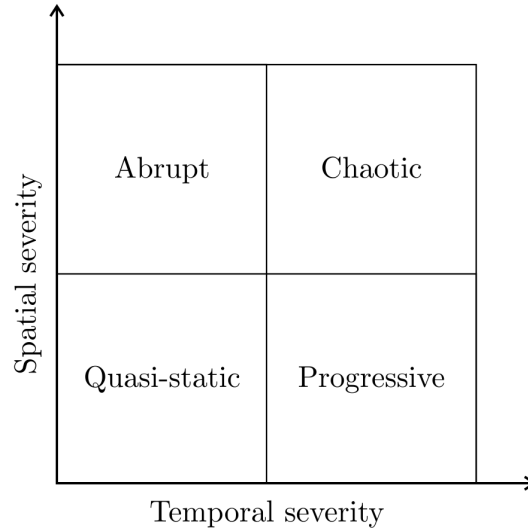 Spatial severity
Abrupt
Chaotic
Quasi-static
Progressive
Temporal severity